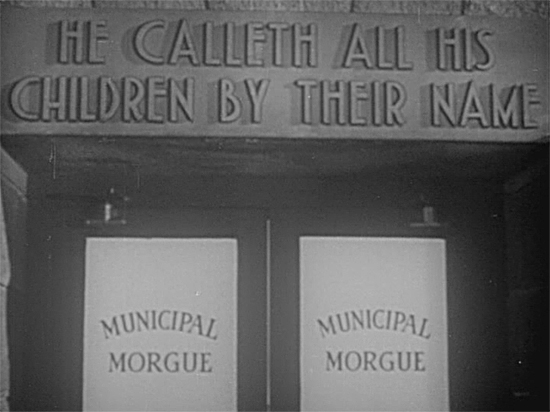 HE CALLETH ALL HIS
CHILDREN BY THEIR NAME
MUNICIPAL
MORGUE
MUNICIPAL
MORGUE